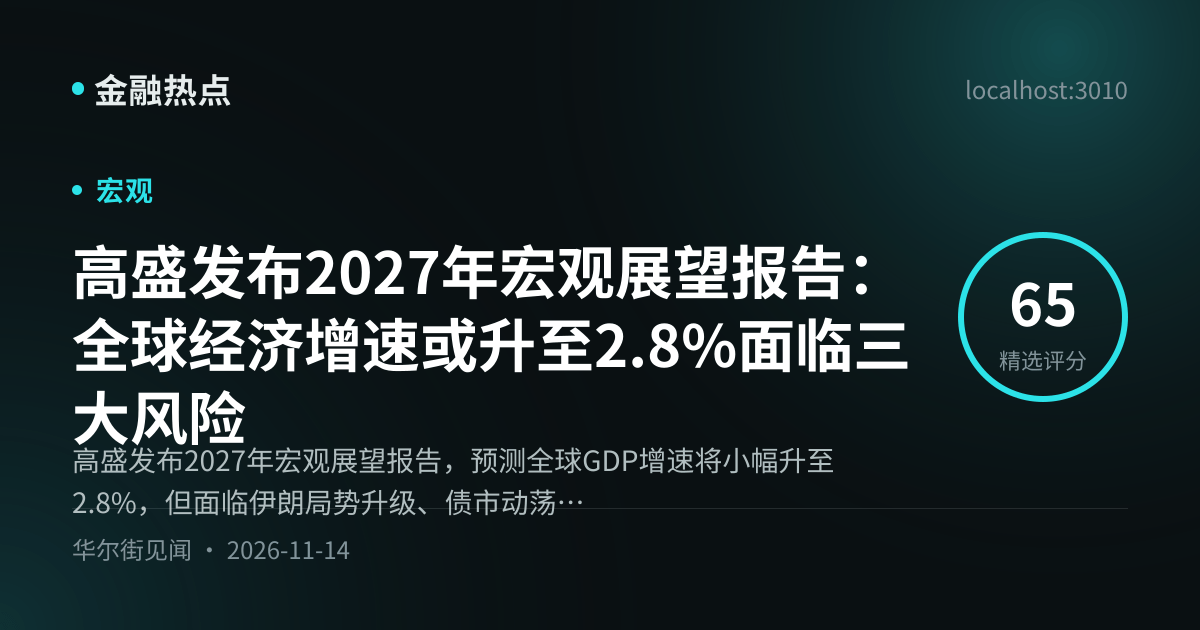 金融热点
localhost:3010
宏观
高盛发布2027年宏观展望报告：
全球经济增速或升至2.8%面临三
大风险
65
精选评分
高盛发布2027年宏观展望报告，预测全球GDP增速将小幅升至
2.8%，但面临伊朗局势升级、债市动荡…
华尔街见闻 · 2026-11-14